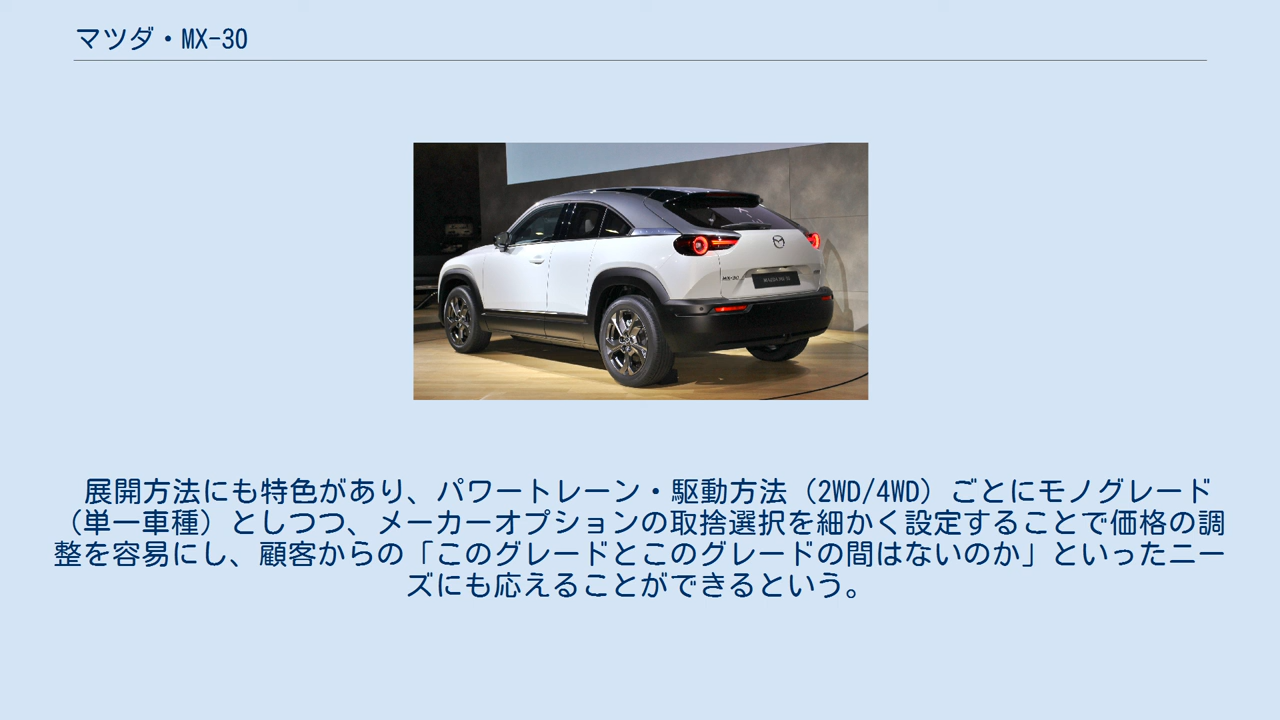 マツダ・MX-30
MX-30
展開方法にも特色があり、パワートレーン・駆動方法（2WD/4WD）ごとにモノグレード
（単一車種）としつつ、メーカーオプションの取捨選択を細かく設定することで価格の調
整を容易にし、顧客からの「このグレードとこのグレードの間はないのか」といったニー
ズにも応えることができるという。